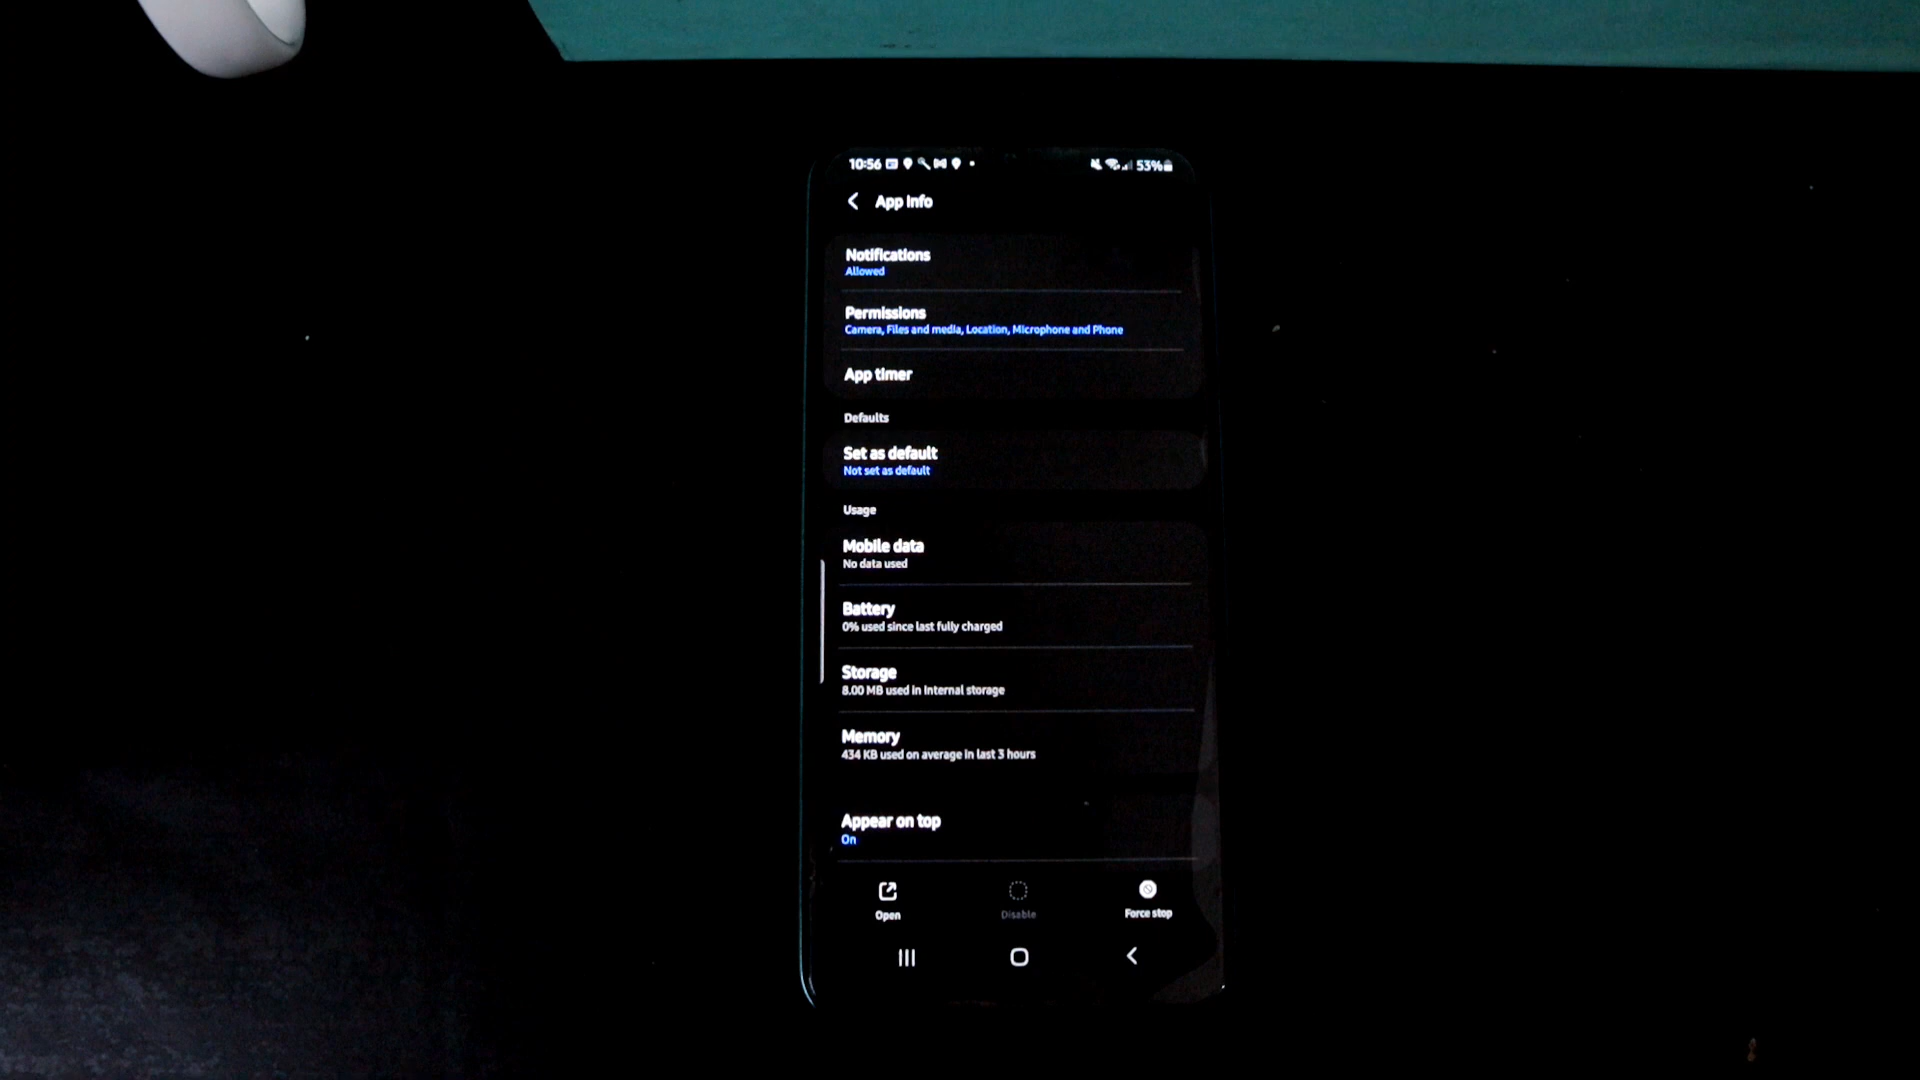 10:56 53%
App info
Notifications
Allowed
Permissions
Camera, Files and media, Location, Microphone and Phone
App timer
Defaults
Set as default
Not set as default
Usage
Mobile data
No data used
Battery
0% used since last fully charged
Storage
8.00 MB used in Internal storage
Memory
434 KB used on average in last 3 hours
Appear on top
On
Open Disable Force stop